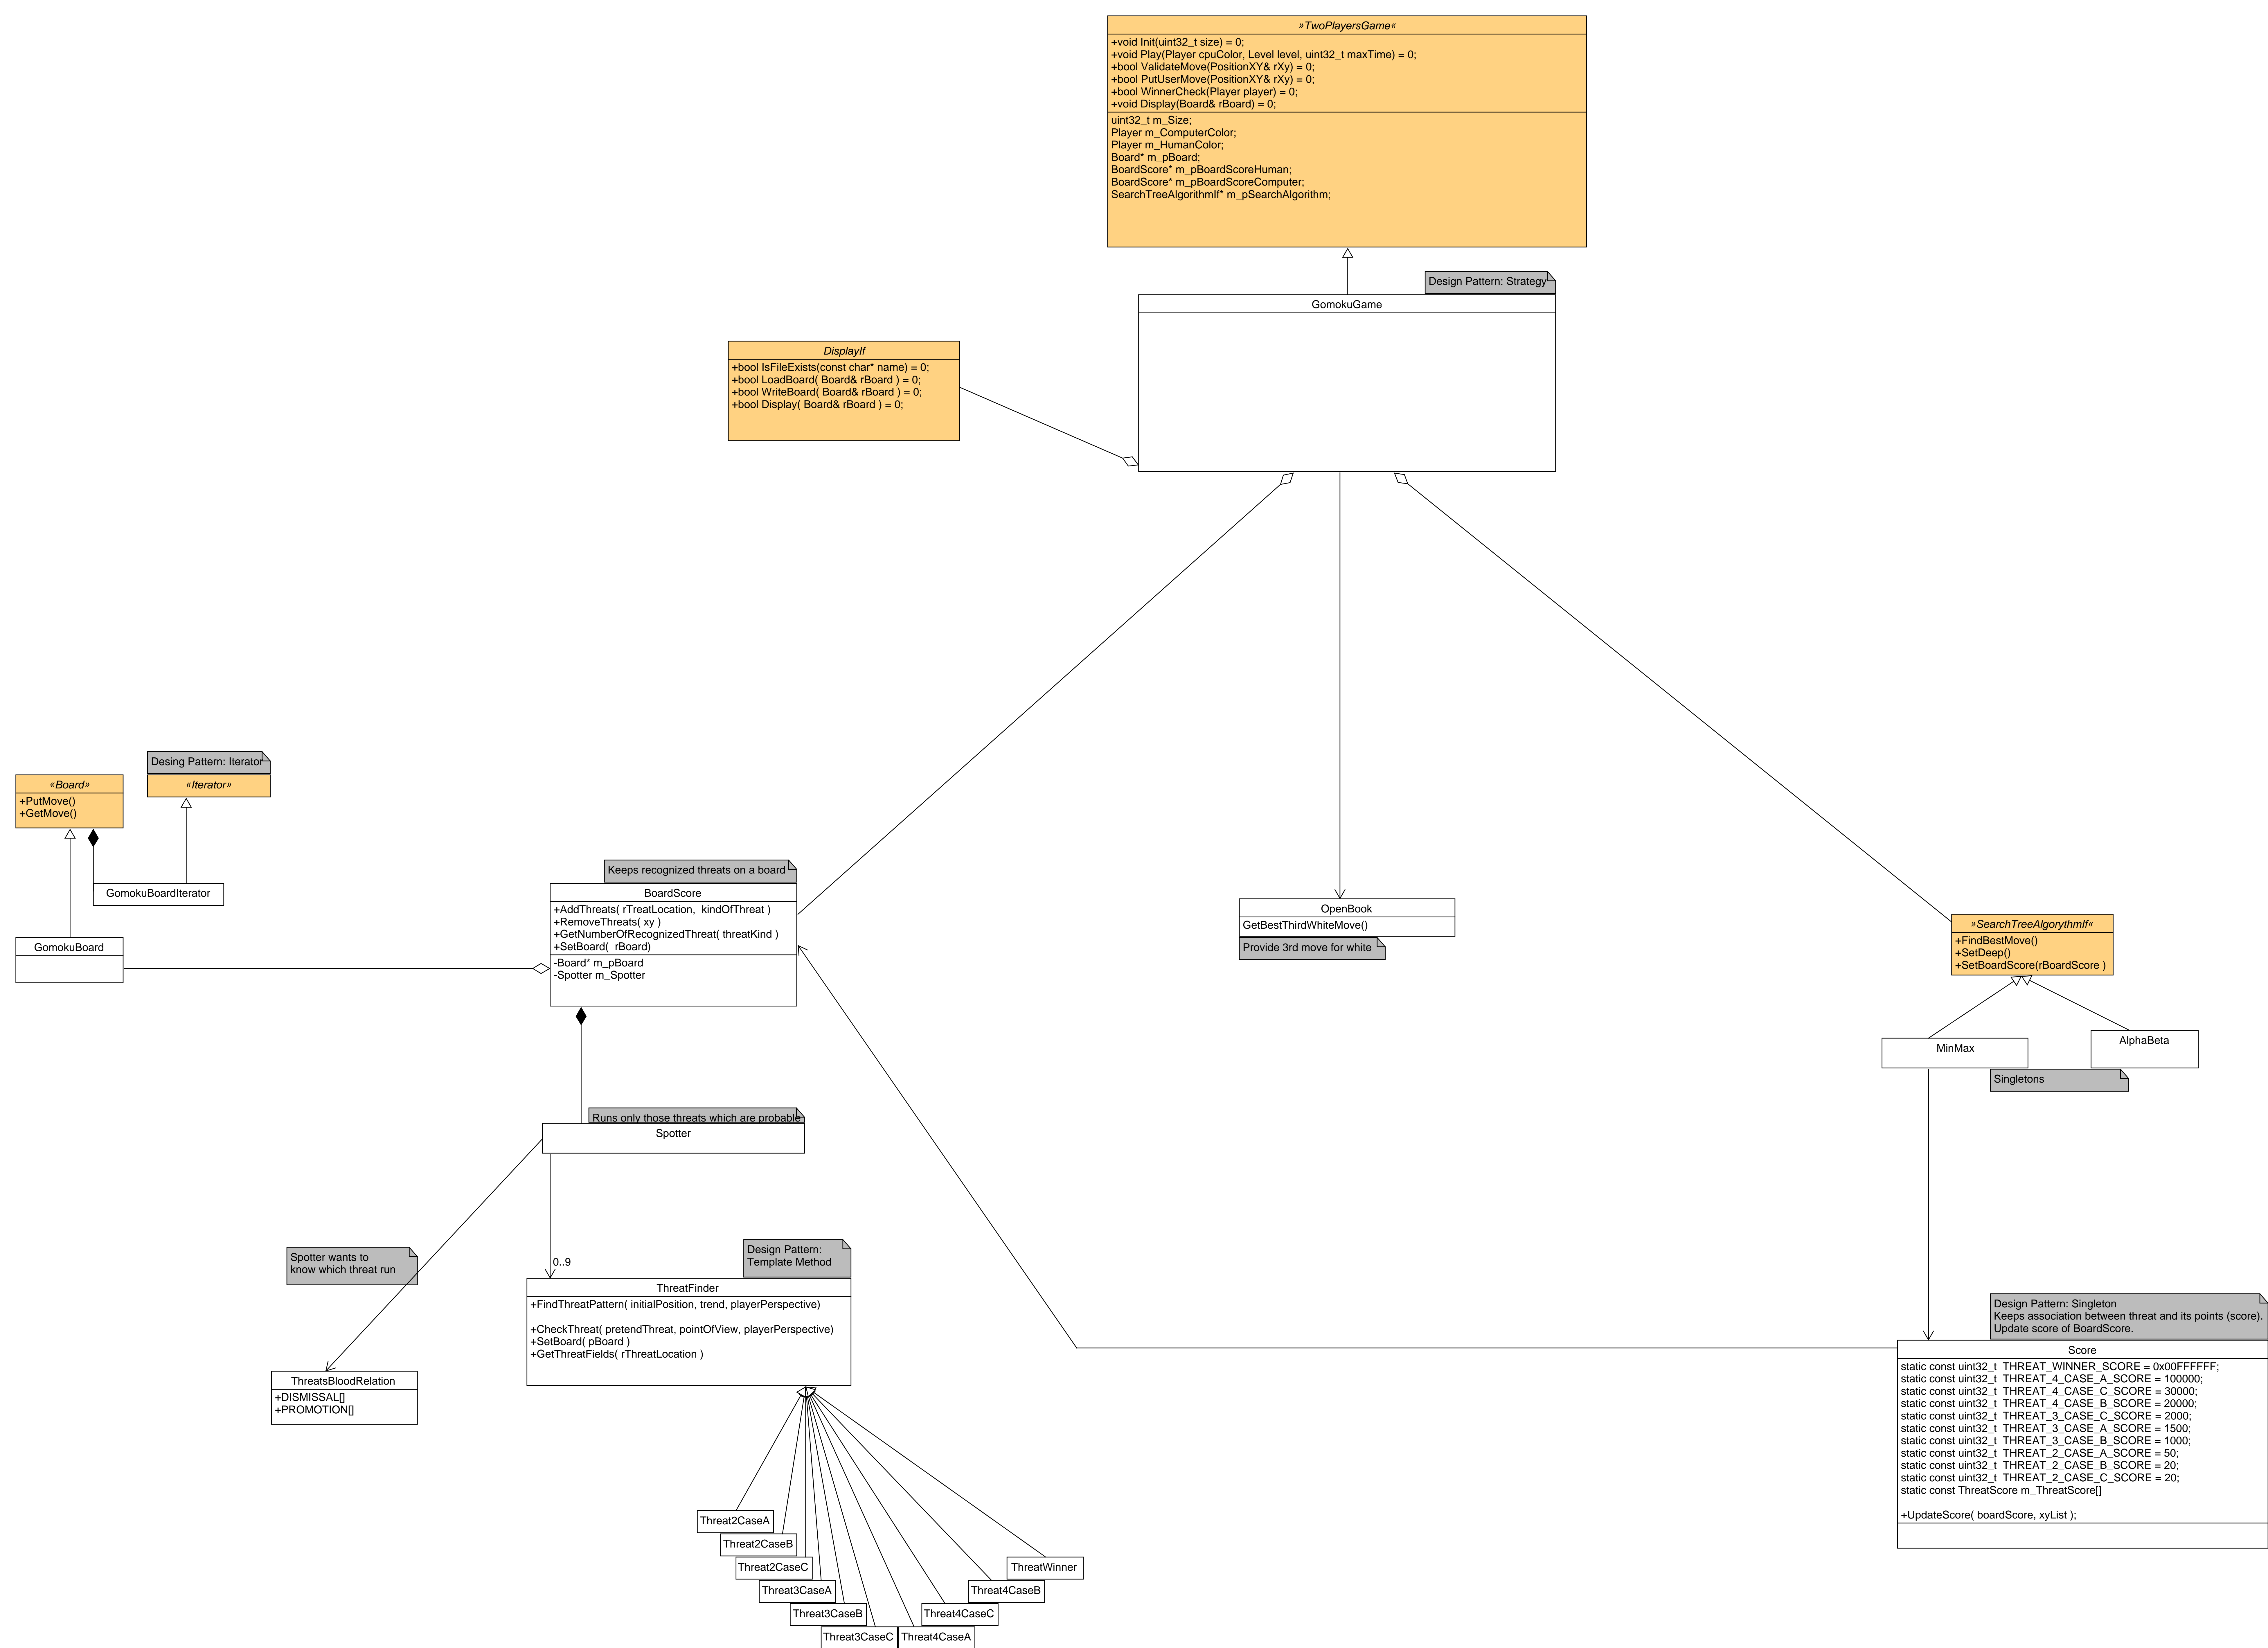 »TwoPlayersGame«
+void Init(uint32_t size) = 0;
+void Play(Player cpuColor, Level level, uint32_t maxTime) = 0;
+bool ValidateMove(PositionXY& rXy) = 0;
+bool PutUserMove(PositionXY& rXy) = 0;
+bool WinnerCheck(Player player) = 0;
+void Display(Board& rBoard) = 0;
uint32_t m_Size;
Player m_ComputerColor;
Player m_HumanColor;
Board* m_pBoard;
BoardScore* m_pBoardScoreHuman;
BoardScore* m_pBoardScoreComputer;
SearchTreeAlgorithmIf* m_pSearchAlgorithm;
Design Pattern: Strategy
GomokuGame
DisplayIf
+bool IsFileExists(const char* name) = 0;
+bool LoadBoard( Board& rBoard ) = 0;
+bool WriteBoard( Board& rBoard ) = 0;
+bool Display( Board& rBoard ) = 0;
Desing Pattern: Iterator
«Board»
+PutMove()
+GetMove()
«Iterator»
GomokuBoardIterator
GomokuBoard
Keeps recognized threats on a board
BoardScore
+AddThreats( rTreatLocation,  kindOfThreat )
+RemoveThreats( xy )
+GetNumberOfRecognizedThreat( threatKind )
+SetBoard(  rBoard)
-Board* m_pBoard
-Spotter m_Spotter
OpenBook
GetBestThirdWhiteMove()
Provide 3rd move for white
»SearchTreeAlgorythmIf«
+FindBestMove()
+SetDeep()
+SetBoardScore(rBoardScore )
MinMax
AlphaBeta
Singletons
Runs only those threats which are probable
Spotter
Spotter wants to
know which threat run
0..9
Design Pattern:
Template Method
ThreatFinder
+FindThreatPattern( initialPosition, trend, playerPerspective)
+CheckThreat( pretendThreat, pointOfView, playerPerspective)
+SetBoard( pBoard )
+GetThreatFields( rThreatLocation )
ThreatsBloodRelation
+DISMISSAL[]
+PROMOTION[]
Design Pattern: Singleton
Keeps association between threat and its points (score).
Update score of BoardScore.
Score
static const uint32_t  THREAT_WINNER_SCORE = 0x00FFFFFF;
static const uint32_t  THREAT_4_CASE_A_SCORE = 100000;
static const uint32_t  THREAT_4_CASE_C_SCORE = 30000;
static const uint32_t  THREAT_4_CASE_B_SCORE = 20000;
static const uint32_t  THREAT_3_CASE_C_SCORE = 2000;
static const uint32_t  THREAT_3_CASE_A_SCORE = 1500;
static const uint32_t  THREAT_3_CASE_B_SCORE = 1000;
static const uint32_t  THREAT_2_CASE_A_SCORE = 50;
static const uint32_t  THREAT_2_CASE_B_SCORE = 20;
static const uint32_t  THREAT_2_CASE_C_SCORE = 20;
static const ThreatScore m_ThreatScore[]
+UpdateScore( boardScore, xyList );
Threat2CaseA
Threat2CaseB
Threat2CaseC
Threat3CaseA
Threat3CaseB
Threat3CaseC
Threat4CaseA
Threat4CaseC
Threat4CaseB
ThreatWinner